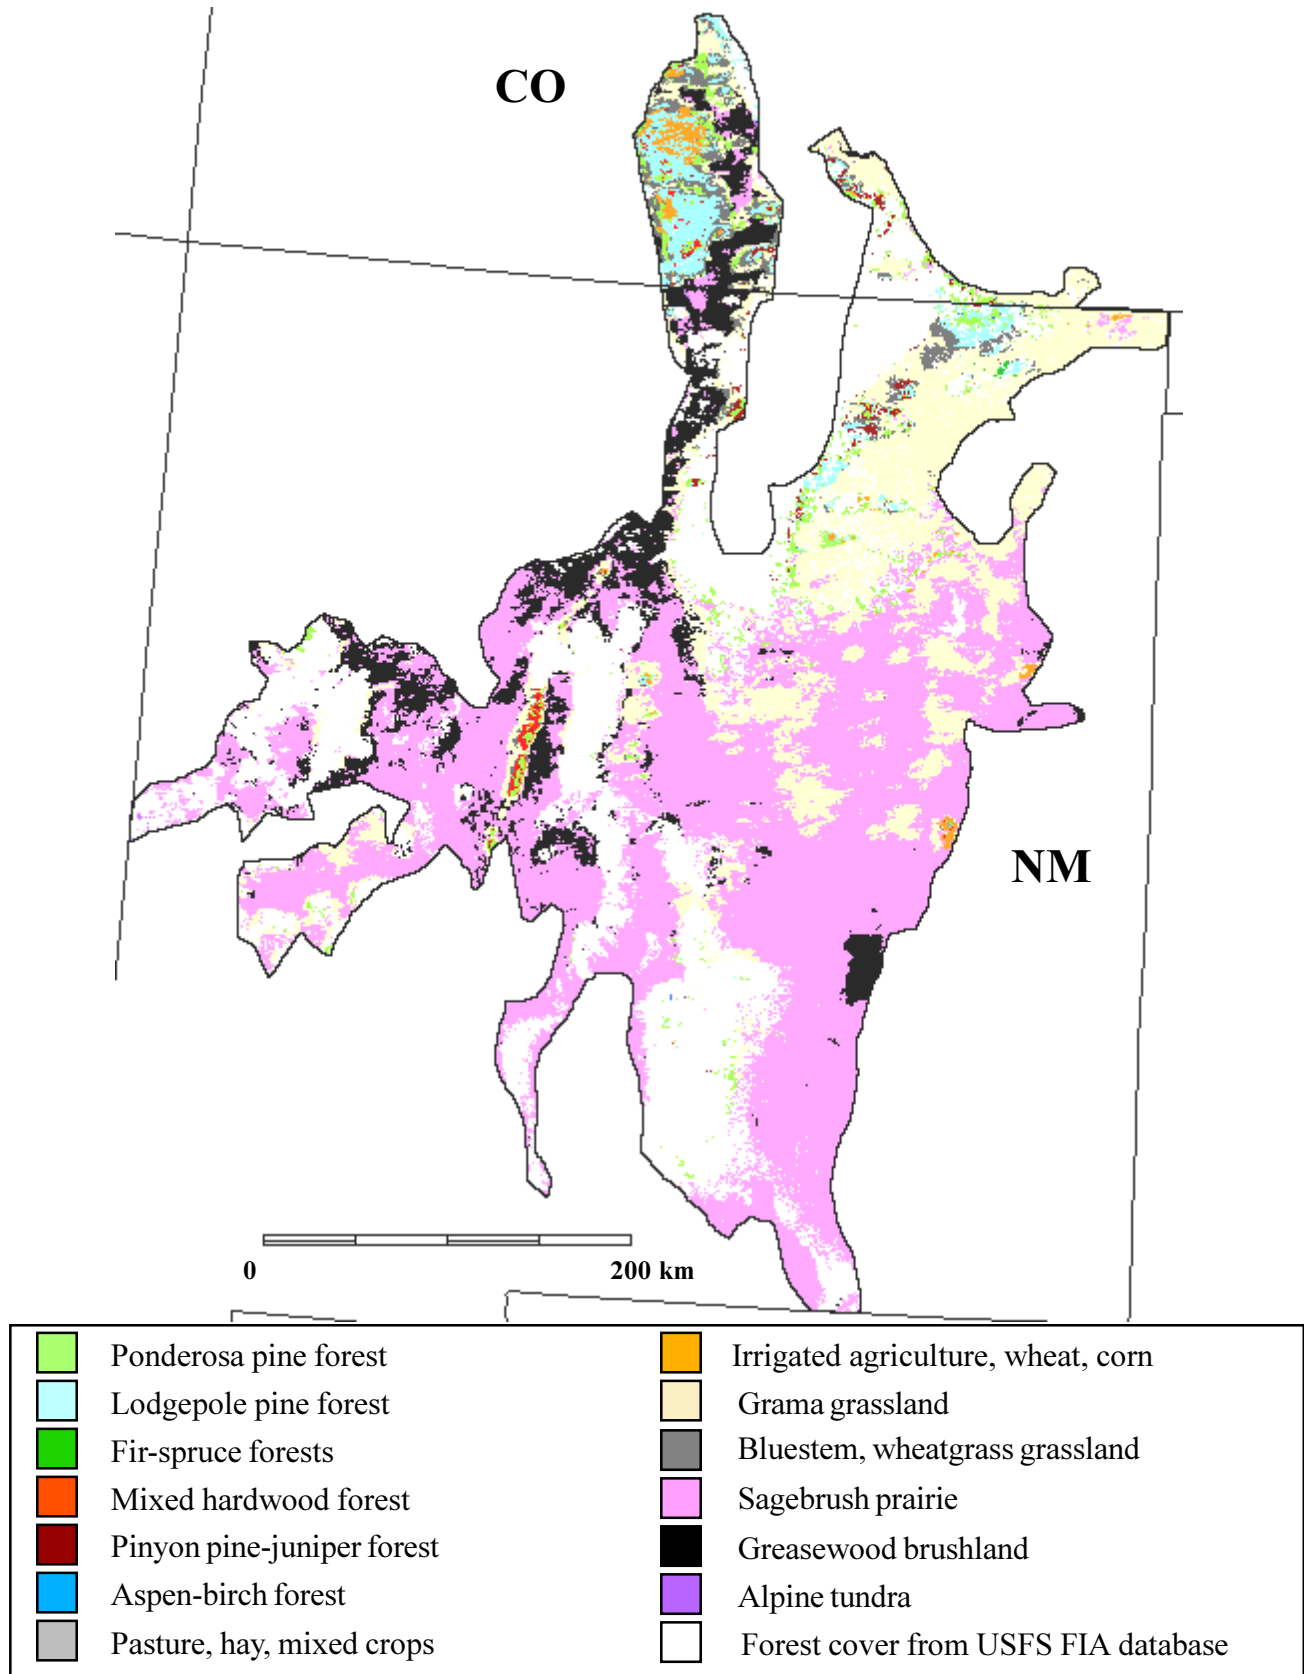 CO
NM
0 200 km
Ponderosa pine forest
Lodgepole pine forest
Fir-spruce forests
Mixed hardwood forest
Pinyon pine-juniper forest
Aspen-birch forest
Pasture, hay, mixed crops
Irrigated agriculture, wheat, corn
Grama grassland
Bluestem, wheatgrass grassland
Sagebrush prairie
Greasewood brushland
Alpine tundra
Forest cover from USFS FIA database